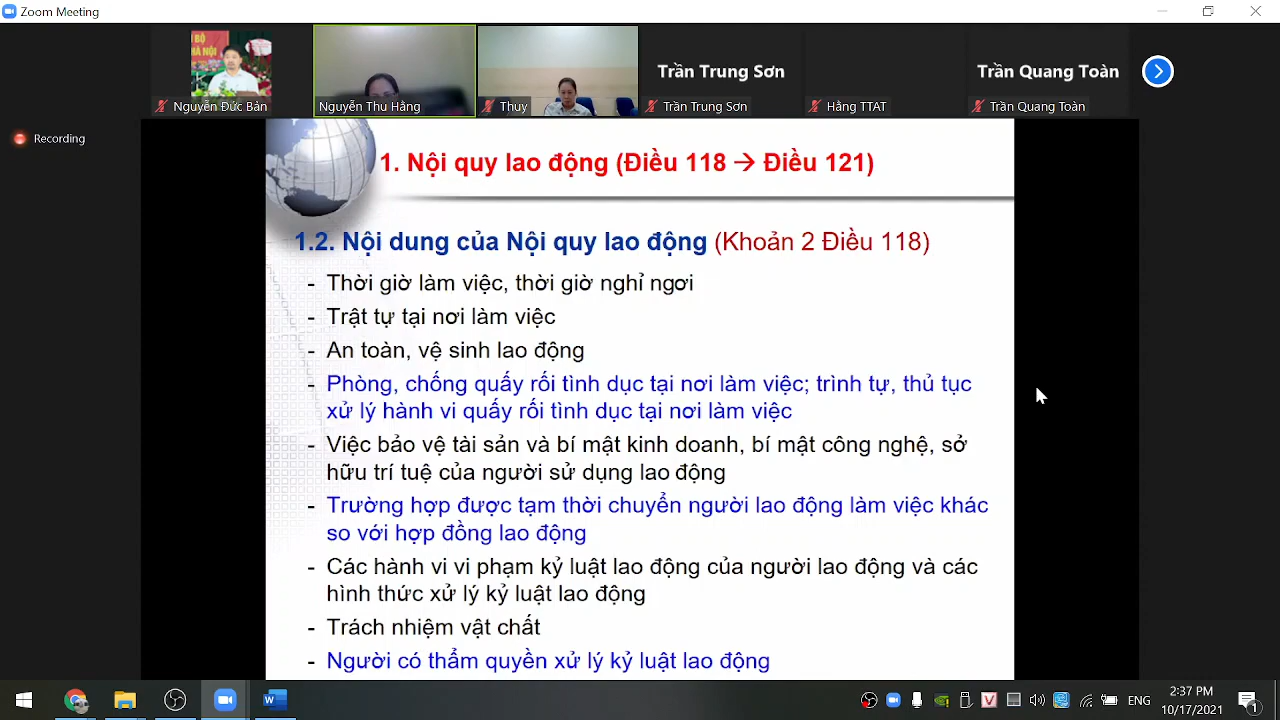 Zoom Meeting
BỘ
HÀ NỘI
Trần Trung Sơn
Trần Quang Toàn
Nguyễn Đức Bản
Nguyễn Thu Hằng
Thuy
Trần Trung Sơn
Hằng TTAT
Trần Quang Toàn
Recording
1. Nội quy lao động (Điều 118 → Điều 121)
1.2. Nội dung của Nội quy lao động (Khoản 2 Điều 118)
- Thời giờ làm việc, thời giờ nghỉ ngơi
- Trật tự tại nơi làm việc
- An toàn, vệ sinh lao động
- Phòng, chống quấy rối tình dục tại nơi làm việc; trình tự, thủ tục
xử lý hành vi quấy rối tình dục tại nơi làm việc
- Việc bảo vệ tài sản và bí mật kinh doanh, bí mật công nghệ, sở
hữu trí tuệ của người sử dụng lao động
- Trường hợp được tạm thời chuyển người lao động làm việc khác
so với hợp đồng lao động
- Các hành vi vi phạm kỷ luật lao động của người lao động và các
hình thức xử lý kỷ luật lao động
- Trách nhiệm vật chất
- Người có thẩm quyền xử lý kỷ luật lao động
ENG
2:37 PM
10/17/2021
1